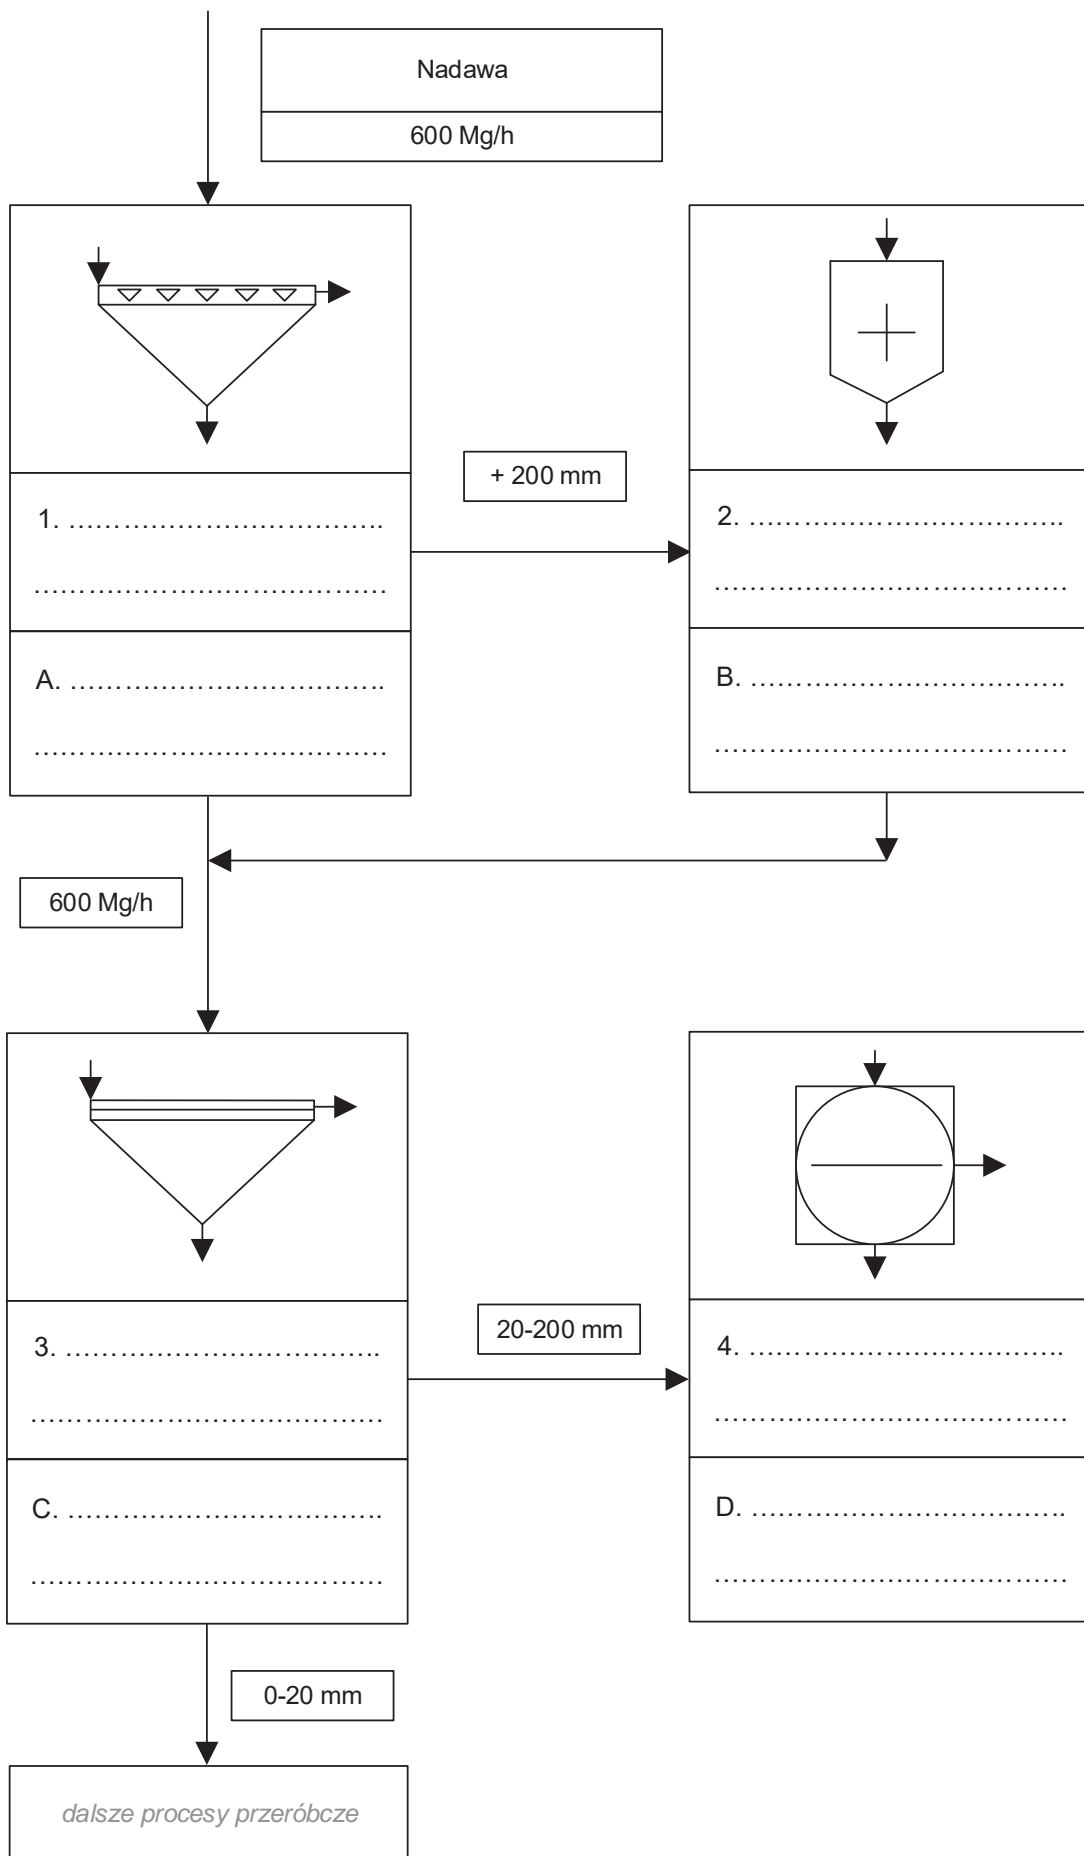 Nadawa
600 Mg/h
+ 200 mm
1. ………………………………..
…………………………………
2. ………………………………..
…………………………………
A. ………………………………..
…………………………………
B. ………………………………..
…………………………………
600 Mg/h
20-200 mm
3. ………………………………..
…………………………………
4. ………………………………..
…………………………………
C. ………………………………..
…………………………………
D. ………………………………..
…………………………………
0-20 mm
dalsze procesy przeróbcze